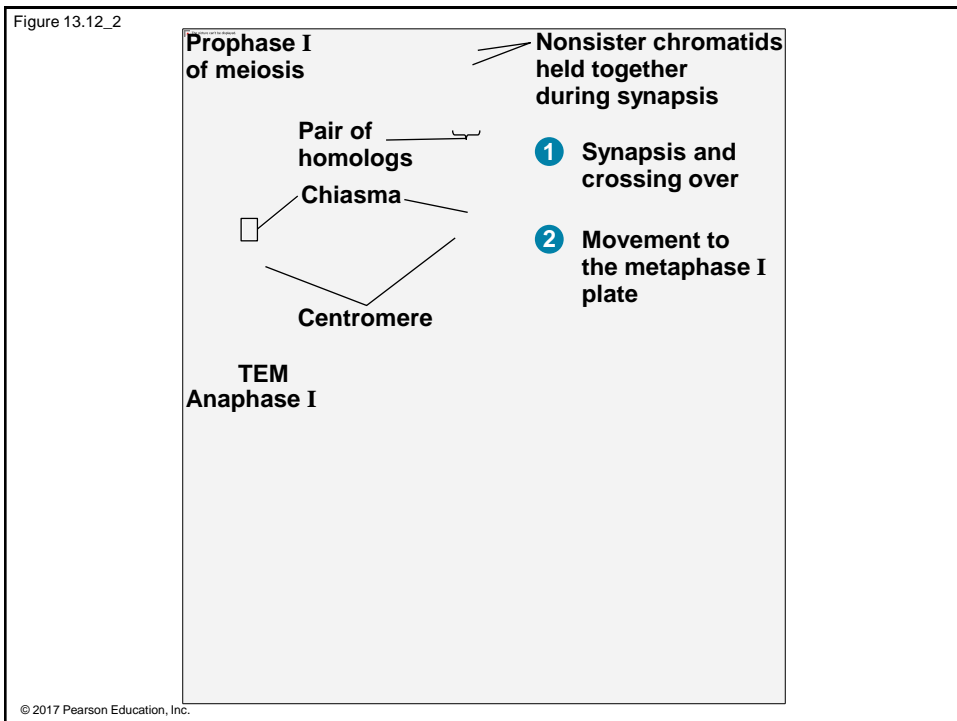 Figure 13.12_2
Prophase I
of meiosis
Nonsister chromatids
held together
during synapsis
Pair of
homologs
1 Synapsis and
crossing over
Chiasma
2 Movement to
the metaphase I
plate
Centromere
TEM
Anaphase I
© 2017 Pearson Education, Inc.